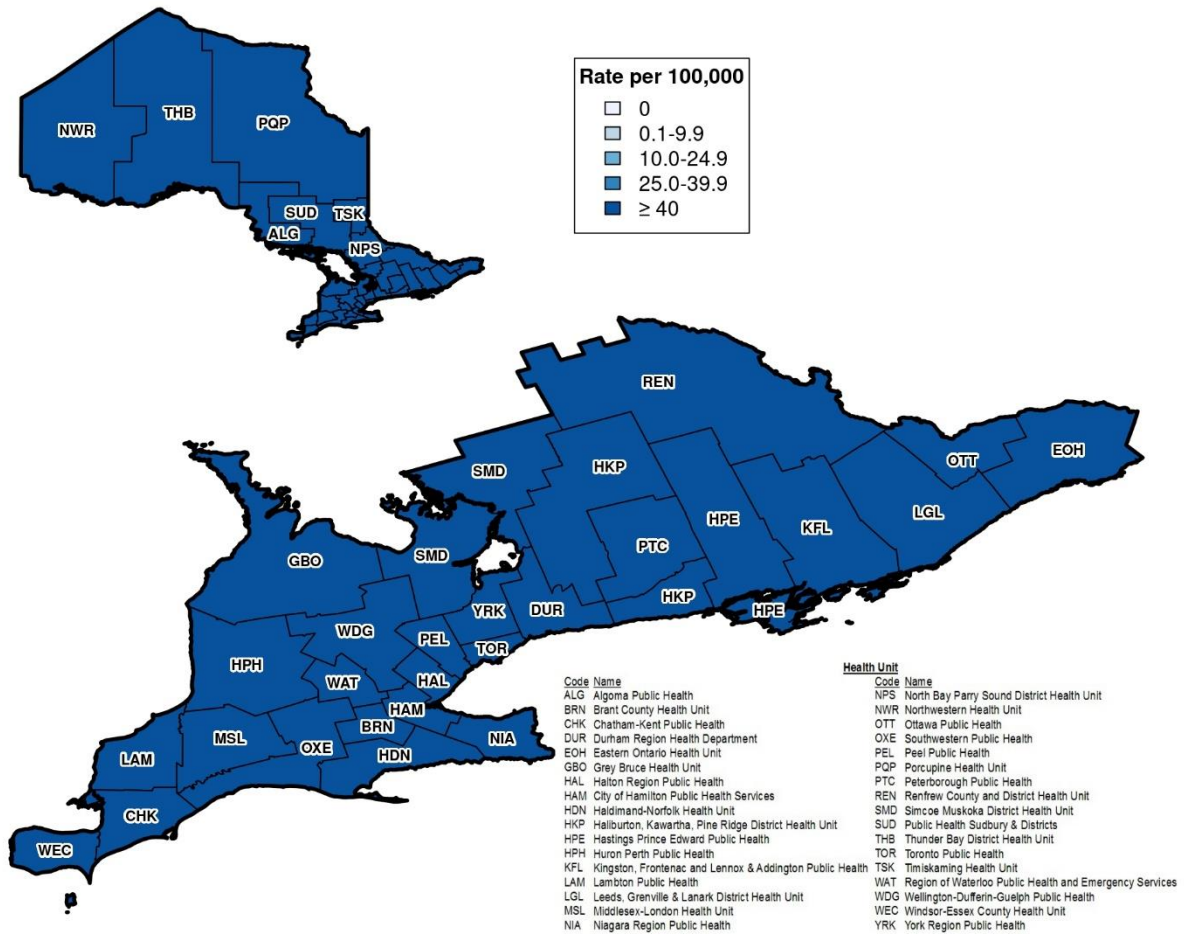 NWR
THB
PQP
SUD
TSK
ALG
NPS
Rate per 100,000
0
0.1-9.9
10.0-24.9
25.0-39.9
≥ 40
REN
SMD
HKP
OTT
EOH
LGL
HPE
KFL
PTC
GBO
SMD
HKP
HPE
YRK
DUR
WDG
PEL
TOR
HPH
WAT
HAL
HAM
BRN
MSL
OXE
HDN
NIA
LAM
CHK
WEC
Health Unit
Code Name
ALG Algoma Public Health
BRN Brant County Health Unit
CHK Chatham-Kent Public Health
DUR Durham Region Health Department
EOH Eastern Ontario Health Unit
GBO Grey Bruce Health Unit
HAL Halton Region Public Health
HAM City of Hamilton Public Health Services
HDN Haldimand-Norfolk Health Unit
HKP Haliburton, Kawartha, Pine Ridge District Health Unit
HPE Hastings Prince Edward Public Health
HPH Huron Perth Public Health
KFL Kingston, Frontenac and Lennox & Addington Public Health
LAM Lambton Public Health
LGL Leeds, Grenville & Lanark District Health Unit
MSL Middlesex-London Health Unit
NIA Niagara Region Public Health
Code Name
NPS North Bay Parry Sound District Health Unit
NWR Northwestern Health Unit
OTT Ottawa Public Health
OXE Southwestern Public Health
PEL Peel Public Health
PQP Porcupine Health Unit
PTC Peterborough Public Health
REN Renfrew County and District Health Unit
SMD Simcoe Muskoka District Health Unit
SUD Public Health Sudbury & Districts
THB Thunder Bay District Health Unit
TOR Toronto Public Health
TSK Timiskaming Health Unit
WAT Region of Waterloo Public Health and Emergency Services
WDG Wellington-Dufferin-Guelph Public Health
WEC Windsor-Essex County Health Unit
YRK York Region Public Health